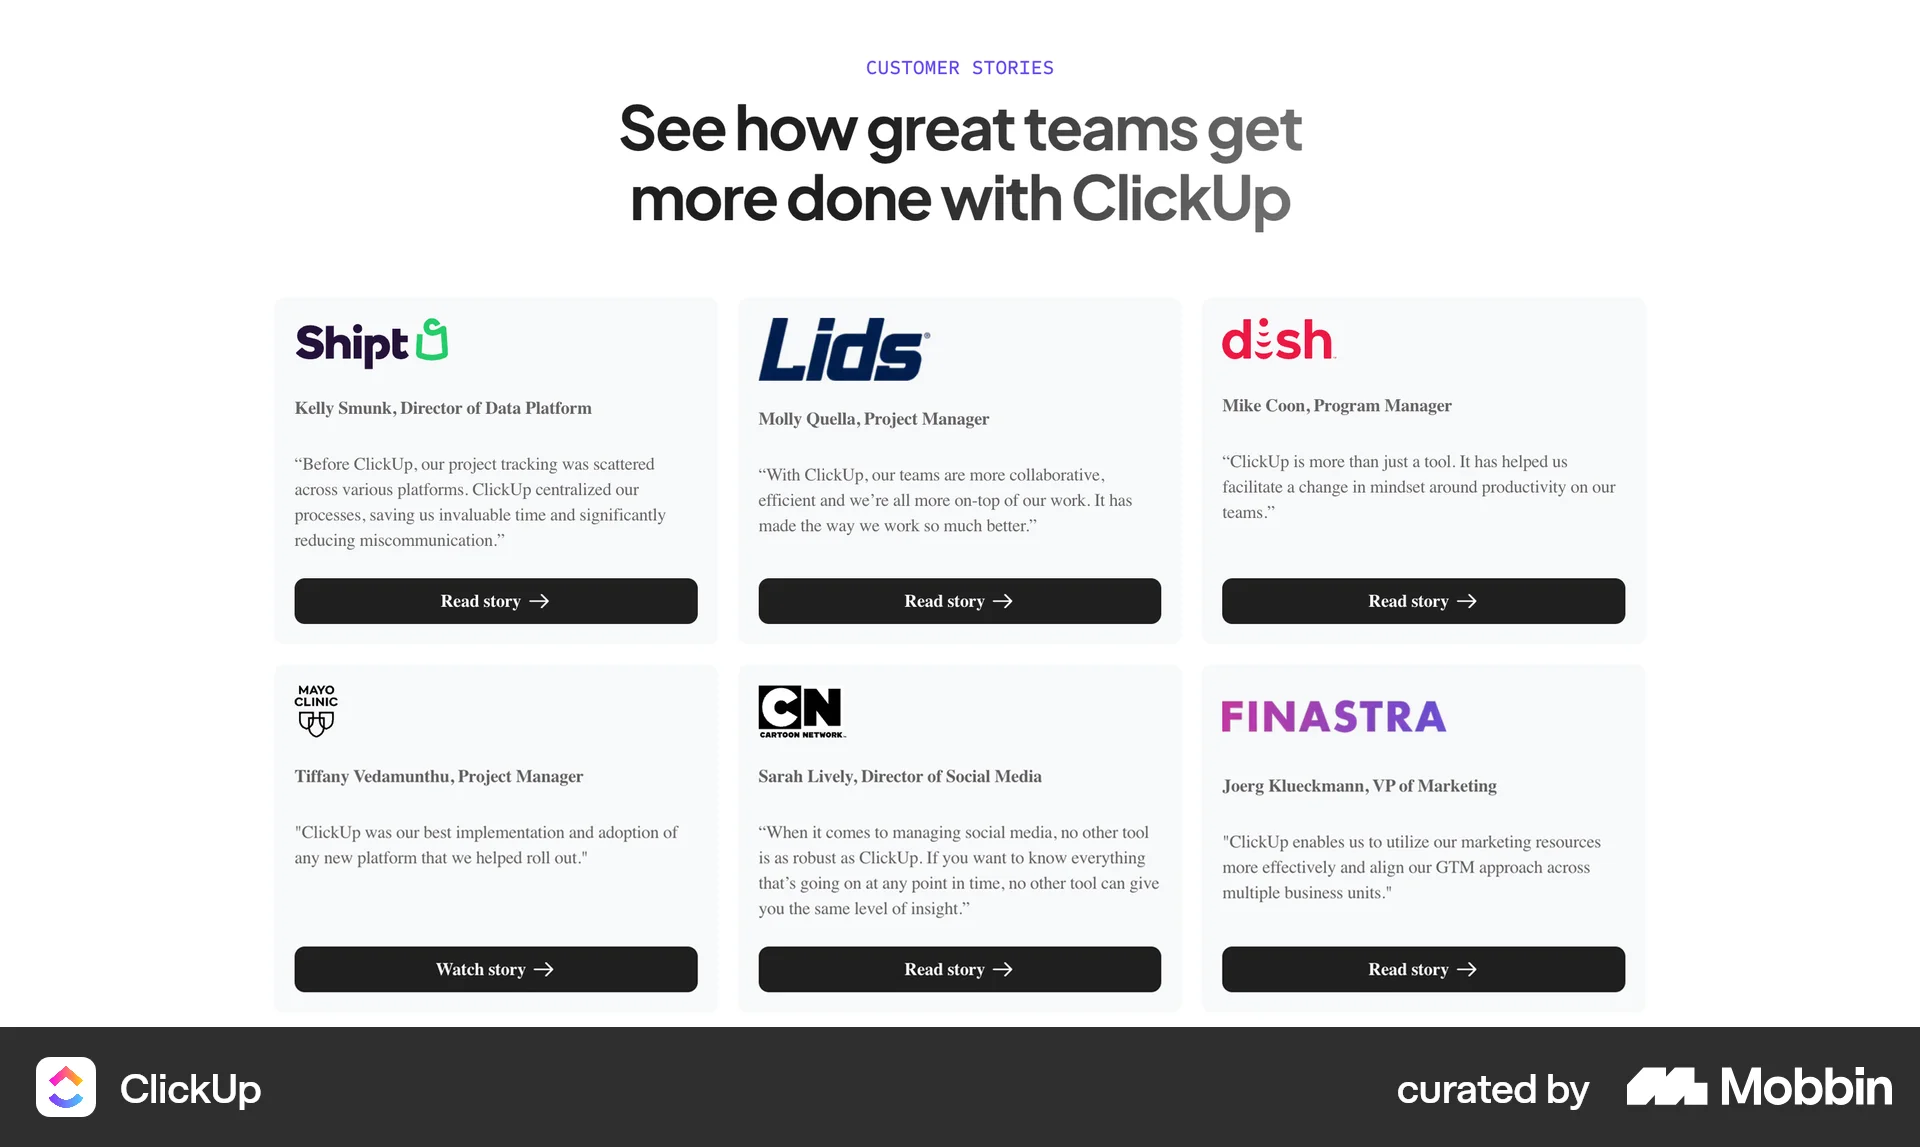 CUSTOMER STORIES
See how great teams get
more done with ClickUp
Shipt
Kelly Smunk, Director of Data Platform
“Before ClickUp, our project tracking was scattered
across various platforms. ClickUp centralized our
processes, saving us invaluable time and significantly
reducing miscommunication.”
Read story →
Lids®
Molly Quella, Project Manager
“With ClickUp, our teams are more collaborative,
efficient and we’re all more on-top of our work. It has
made the way we work so much better.”
Read story →
dish
Mike Coon, Program Manager
“ClickUp is more than just a tool. It has helped us
facilitate a change in mindset around productivity on our
teams.”
Read story →
MAYO
CLINIC
Tiffany Vedamunthu, Project Manager
"ClickUp was our best implementation and adoption of
any new platform that we helped roll out."
Watch story →
CN
CARTOON NETWORK
Sarah Lively, Director of Social Media
“When it comes to managing social media, no other tool
is as robust as ClickUp. If you want to know everything
that’s going on at any point in time, no other tool can give
you the same level of insight.”
Read story →
FINASTRA
Joerg Klueckmann, VP of Marketing
"ClickUp enables us to utilize our marketing resources
more effectively and align our GTM approach across
multiple business units."
Read story →
ClickUp
curated by Mobbin